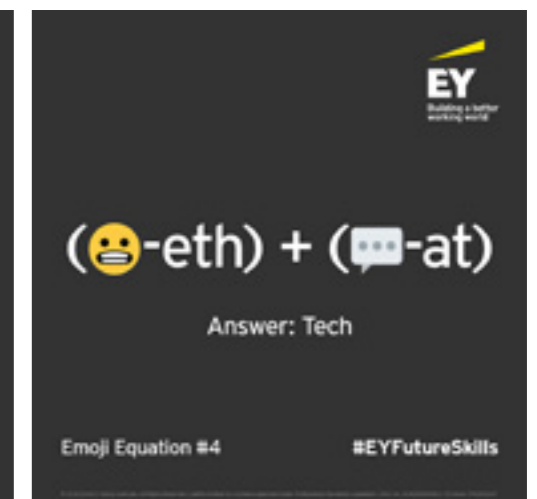 EY
Building a better
working world
(😬-eth) + (💬-at)
Answer: Tech
Emoji Equation #4
#EYFutureSkills